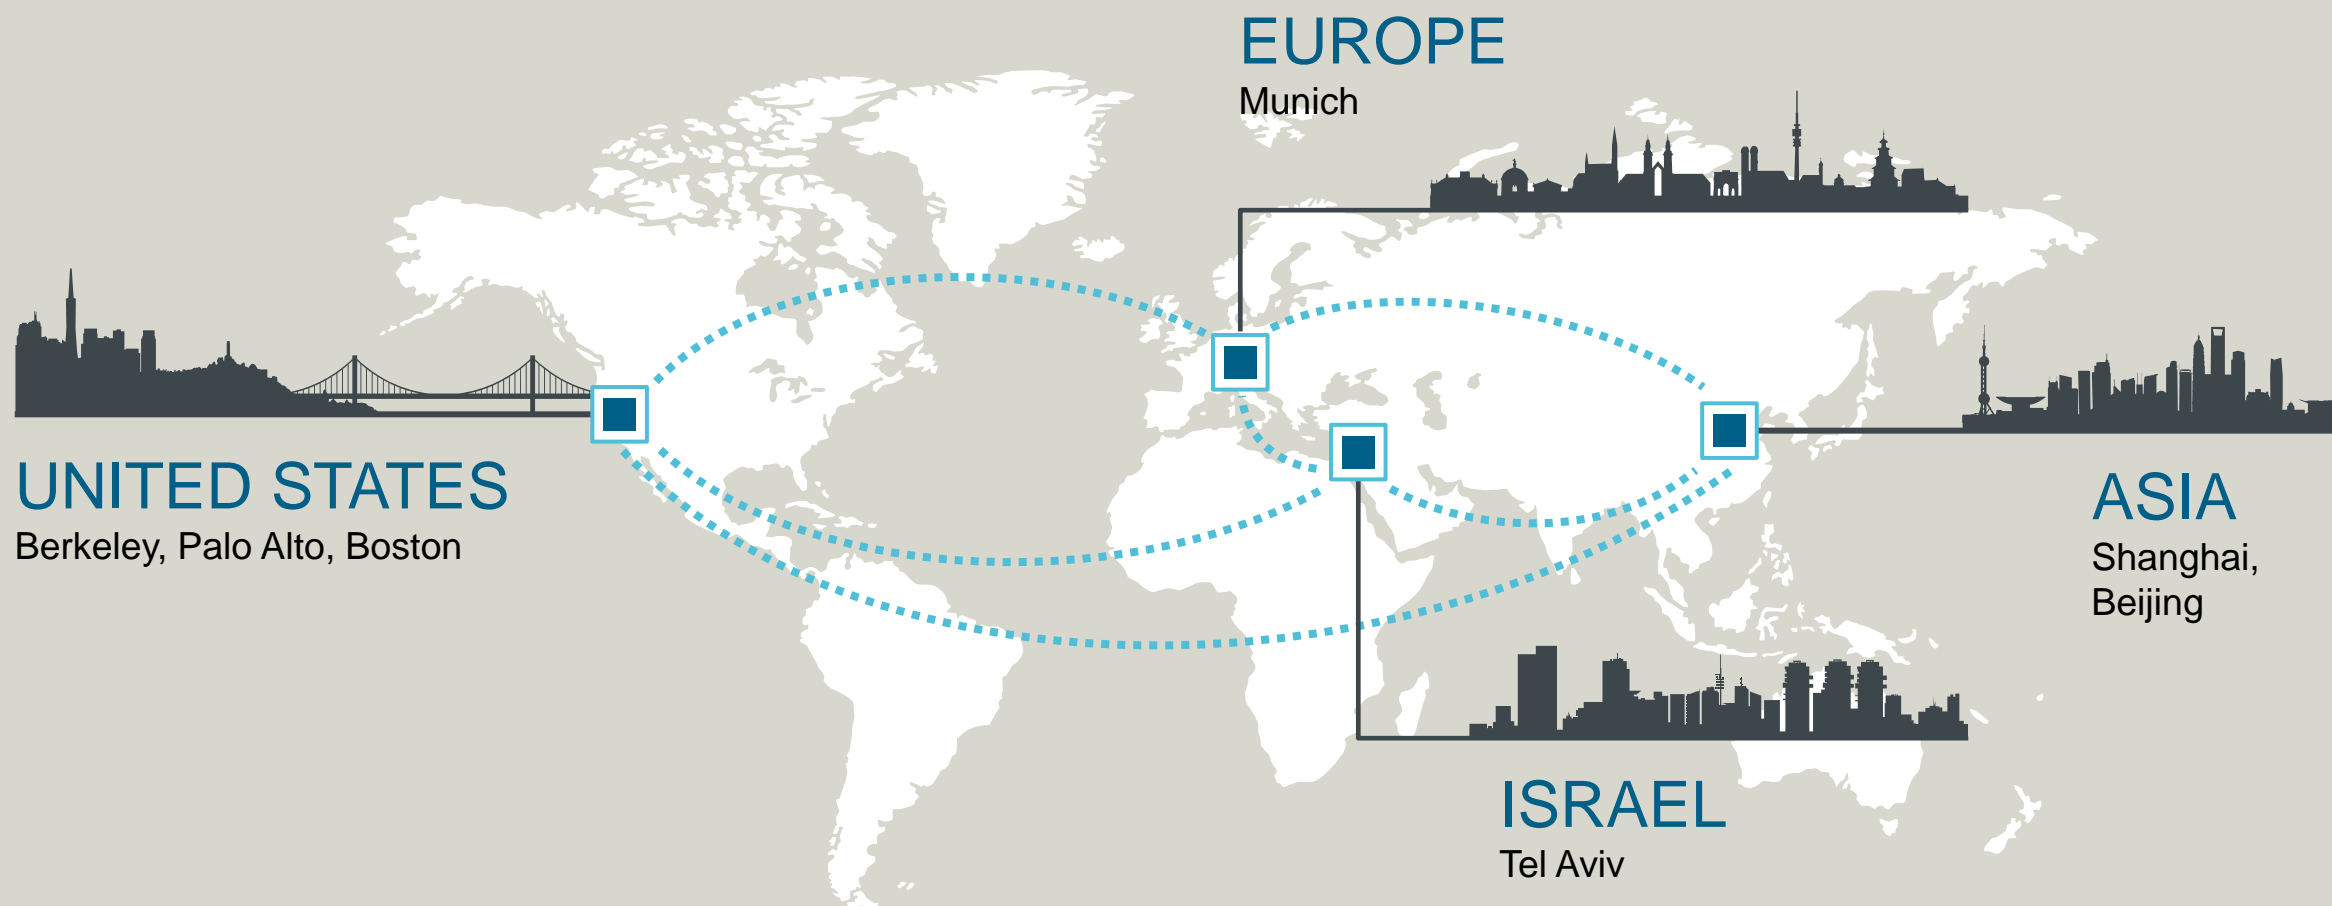 EUROPE
Munich
UNITED STATES
Berkeley, Palo Alto, Boston
ASIA
Shanghai,
Beijing
ISRAEL
Tel Aviv